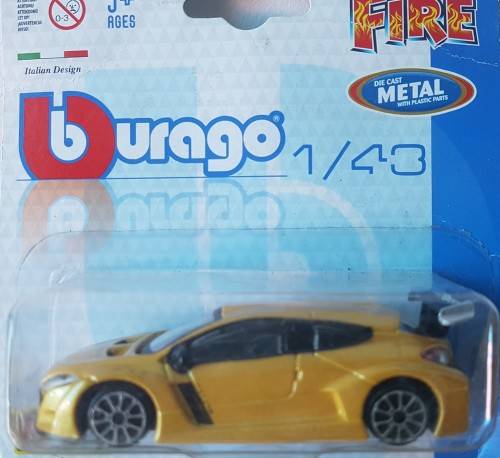 0-3
3+
AGES
FIRE
Italian Design
DIE CAST
METAL
WITH PLASTIC PARTS
burago®
1/43